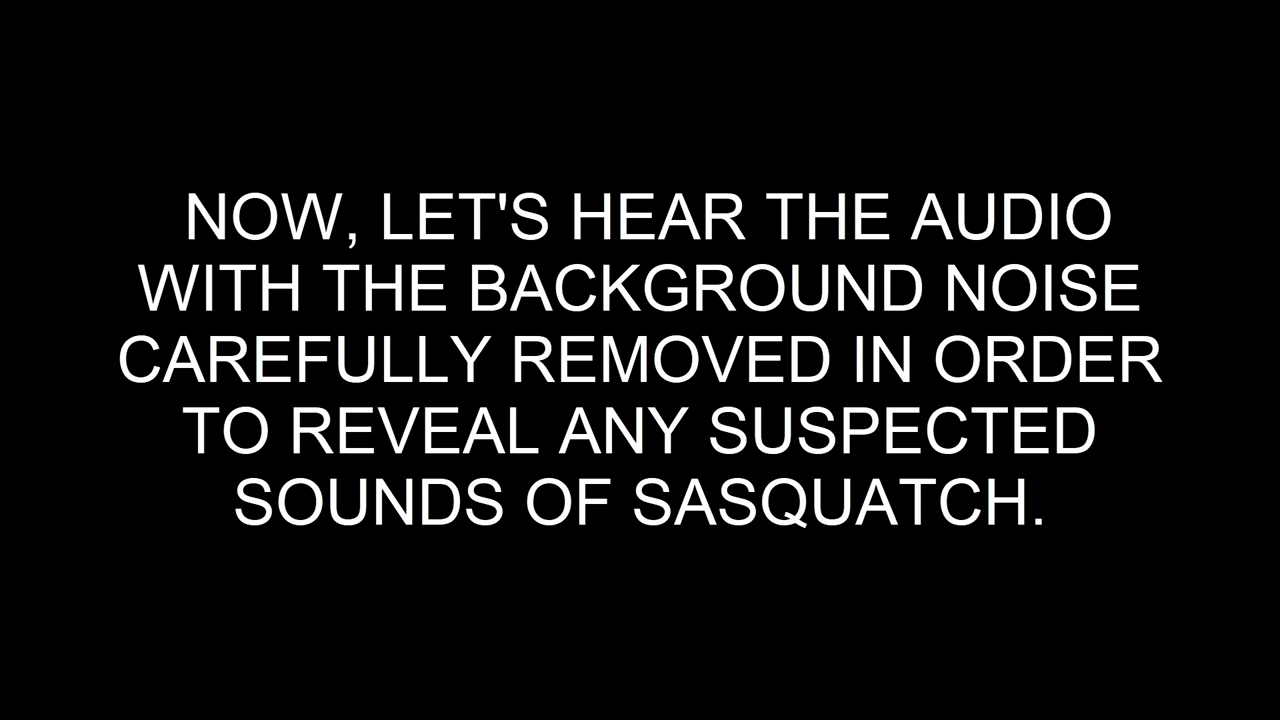 NOW, LET'S HEAR THE AUDIO
WITH THE BACKGROUND NOISE
CAREFULLY REMOVED IN ORDER
TO REVEAL ANY SUSPECTED
SOUNDS OF SASQUATCH.